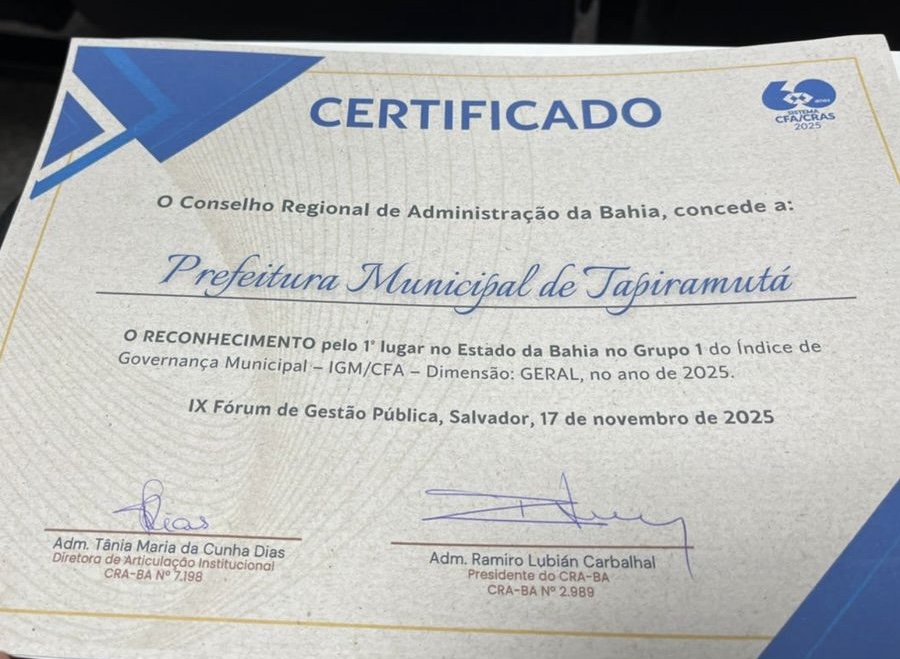 CERTIFICADO
60 anos
SISTEMA
CFA/CRAS
2025
O Conselho Regional de Administração da Bahia, concede a:
Prefeitura Municipal de Tapiramutá
O RECONHECIMENTO pelo 1° lugar no Estado da Bahia no Grupo 1 do Índice de
Governança Municipal – IGM/CFA – Dimensão: GERAL, no ano de 2025.
IX Fórum de Gestão Pública, Salvador, 17 de novembro de 2025
Dias
Adm. Tânia Maria da Cunha Dias
Diretora de Articulação Institucional
CRA-BA Nº 7.198
Adm. Ramiro Lubián Carbalhal
Presidente do CRA-BA
CRA-BA Nº 2.989